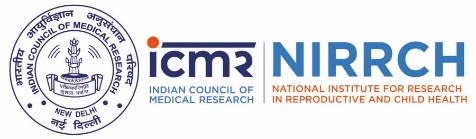 भारतीय आयुर्विज्ञान अनुसंधान परिषद
INDIAN COUNCIL OF MEDICAL RESEARCH
NEW DELHI
नई दिल्ली
icmr
INDIAN COUNCIL OF
MEDICAL RESEARCH
NIRRCH
NATIONAL INSTITUTE FOR RESEARCH
IN REPRODUCTIVE AND CHILD HEALTH